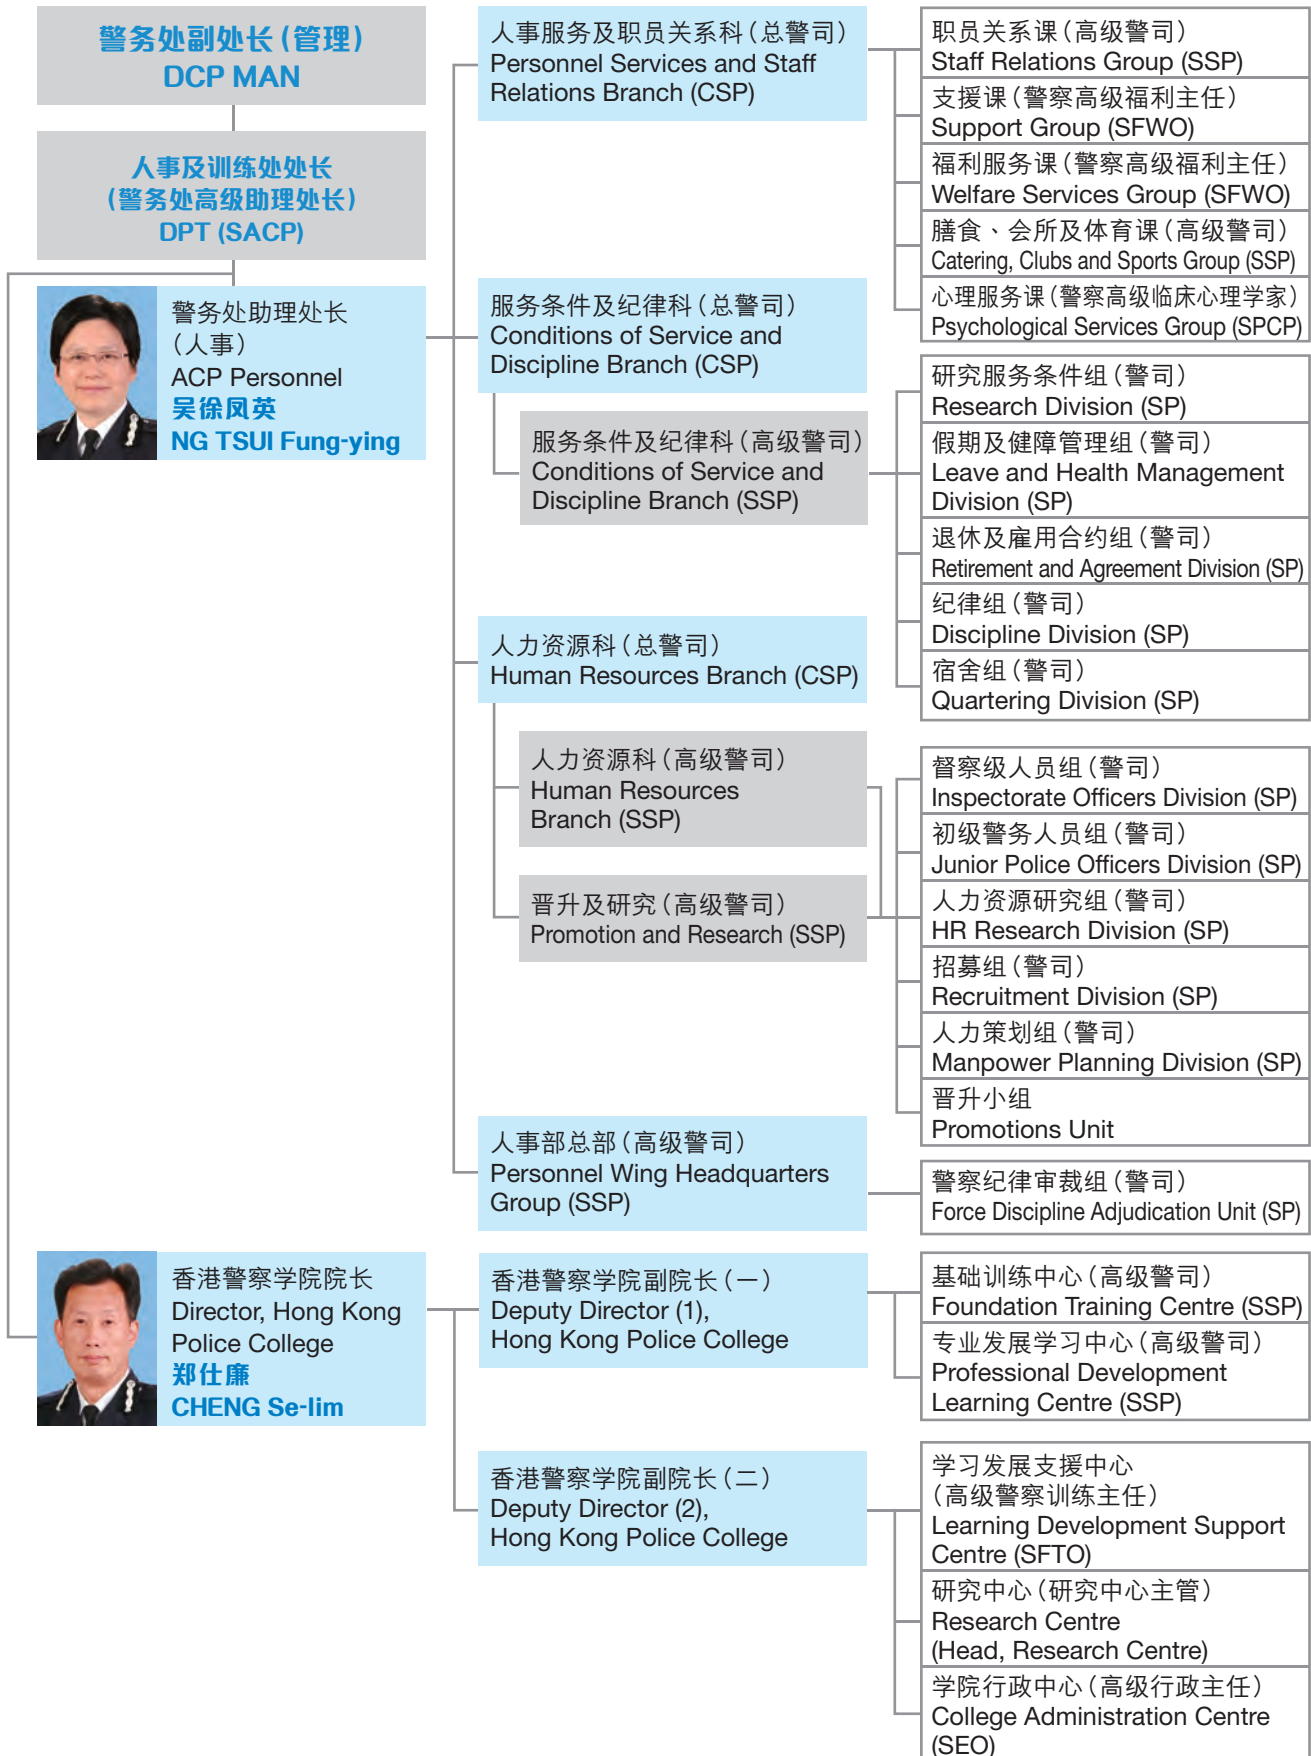 警务处副处长（管理）
DCP MAN
人事及训练处处长
（警务处高级助理处长）
DPT (SACP)
警务处助理处长
（人事）
ACP Personnel
吴徐凤英
NG TSUI Fung-ying
人事服务及职员关系科（总警司）
Personnel Services and Staff
Relations Branch (CSP)
职员关系课（高级警司）
Staff Relations Group (SSP)
支援课（警察高级福利主任）
Support Group (SFWO)
福利服务课（警察高级福利主任）
Welfare Services Group (SFWO)
膳食、会所及体育课（高级警司）
Catering, Clubs and Sports Group (SSP)
心理服务课（警察高级临床心理学家）
Psychological Services Group (SPCP)
服务条件及纪律科（总警司）
Conditions of Service and
Discipline Branch (CSP)
服务条件及纪律科（高级警司）
Conditions of Service and
Discipline Branch (SSP)
研究服务条件组（警司）
Research Division (SP)
假期及健障管理组（警司）
Leave and Health Management
Division (SP)
退休及雇用合约组（警司）
Retirement and Agreement Division (SP)
纪律组（警司）
Discipline Division (SP)
宿舍组（警司）
Quartering Division (SP)
人力资源科（总警司）
Human Resources Branch (CSP)
人力资源科（高级警司）
Human Resources
Branch (SSP)
晋升及研究（高级警司）
Promotion and Research (SSP)
督察级人员组（警司）
Inspectorate Officers Division (SP)
初级警务人员组（警司）
Junior Police Officers Division (SP)
人力资源研究组（警司）
HR Research Division (SP)
招募组（警司）
Recruitment Division (SP)
人力策划组（警司）
Manpower Planning Division (SP)
晋升小组
Promotions Unit
人事部总部（高级警司）
Personnel Wing Headquarters
Group (SSP)
警察纪律审裁组（警司）
Force Discipline Adjudication Unit (SP)
香港警察学院院长
Director, Hong Kong
Police College
郑仕廉
CHENG Se-lim
香港警察学院副院长（一）
Deputy Director (1),
Hong Kong Police College
基础训练中心（高级警司）
Foundation Training Centre (SSP)
专业发展学习中心（高级警司）
Professional Development
Learning Centre (SSP)
香港警察学院副院长（二）
Deputy Director (2),
Hong Kong Police College
学习发展支援中心
（高级警察训练主任）
Learning Development Support
Centre (SFTO)
研究中心（研究中心主管）
Research Centre
(Head, Research Centre)
学院行政中心（高级行政主任）
College Administration Centre
(SEO)